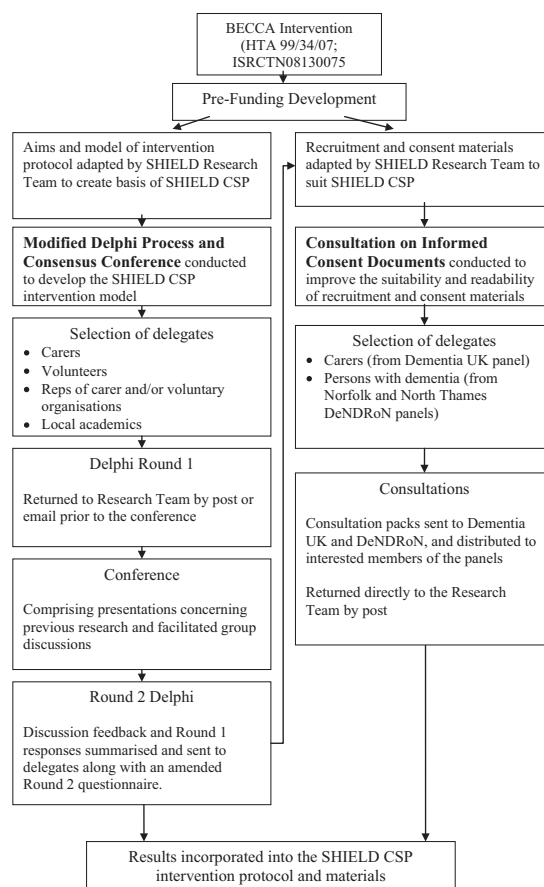 BECCA Intervention
(HTA 99/34/07;
ISRCTN08130075
Pre-Funding Development
Aims and model of intervention
protocol adapted by SHIELD Research
Team to create basis of SHIELD CSP
Modified Delphi Process and
Consensus Conference conducted
to develop the SHIELD CSP
intervention model
Selection of delegates
• Carers
• Volunteers
• Reps of carer and/or voluntary
organisations
• Local academics
Delphi Round 1
Returned to Research Team by post or
email prior to the conference
Conference
Comprising presentations concerning
previous research and facilitated group
discussions
Round 2 Delphi
Discussion feedback and Round 1
responses summarised and sent to
delegates along with an amended
Round 2 questionnaire.
Recruitment and consent materials
adapted by SHIELD Research Team to
suit SHIELD CSP
Consultation on Informed
Consent Documents conducted to
improve the suitability and readability
of recruitment and consent materials
Selection of delegates
• Carers (from Dementia UK panel)
• Persons with dementia (from
Norfolk and North Thames
DeNDRoN panels)
Consultations
Consultation packs sent to Dementia
UK and DeNDRoN, and distributed to
interested members of the panels
Returned directly to the Research
Team by post
Results incorporated into the SHIELD CSP
intervention protocol and materials